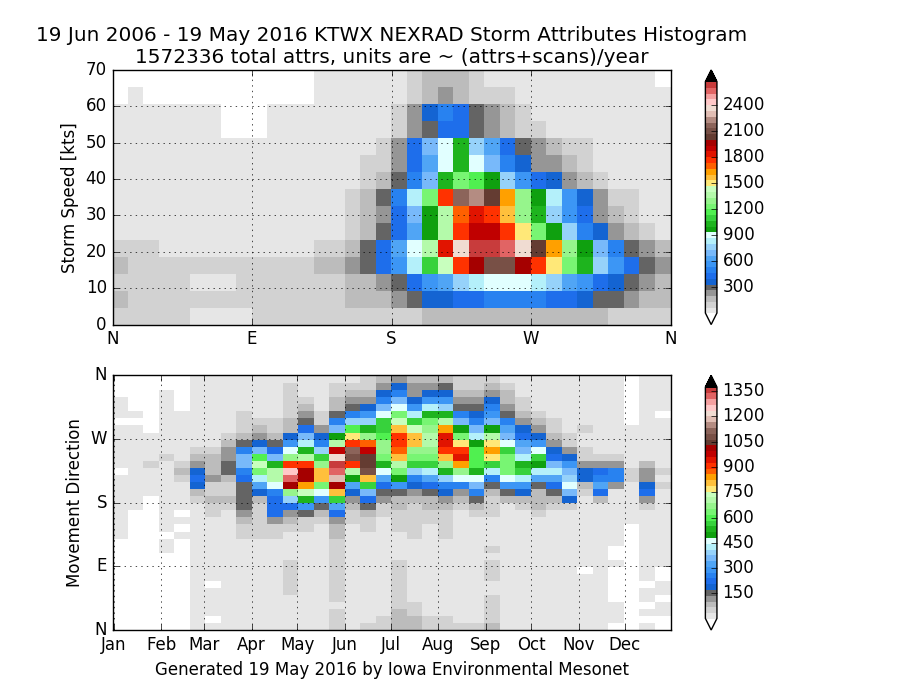 19 Jun 2006 - 19 May 2016 KTWX NEXRAD Storm Attributes Histogram
1572336 total attrs, units are ~ (attrs+scans)/year
Storm Speed [kts]
70
60
50
40
30
20
10
0
N E S W N
2400
2100
1800
1500
1200
900
600
300
Movement Direction
N
W
S
E
N
Jan Feb Mar Apr May Jun Jul Aug Sep Oct Nov Dec
1350
1200
1050
900
750
600
450
300
150
Generated 19 May 2016 by Iowa Environmental Mesonet